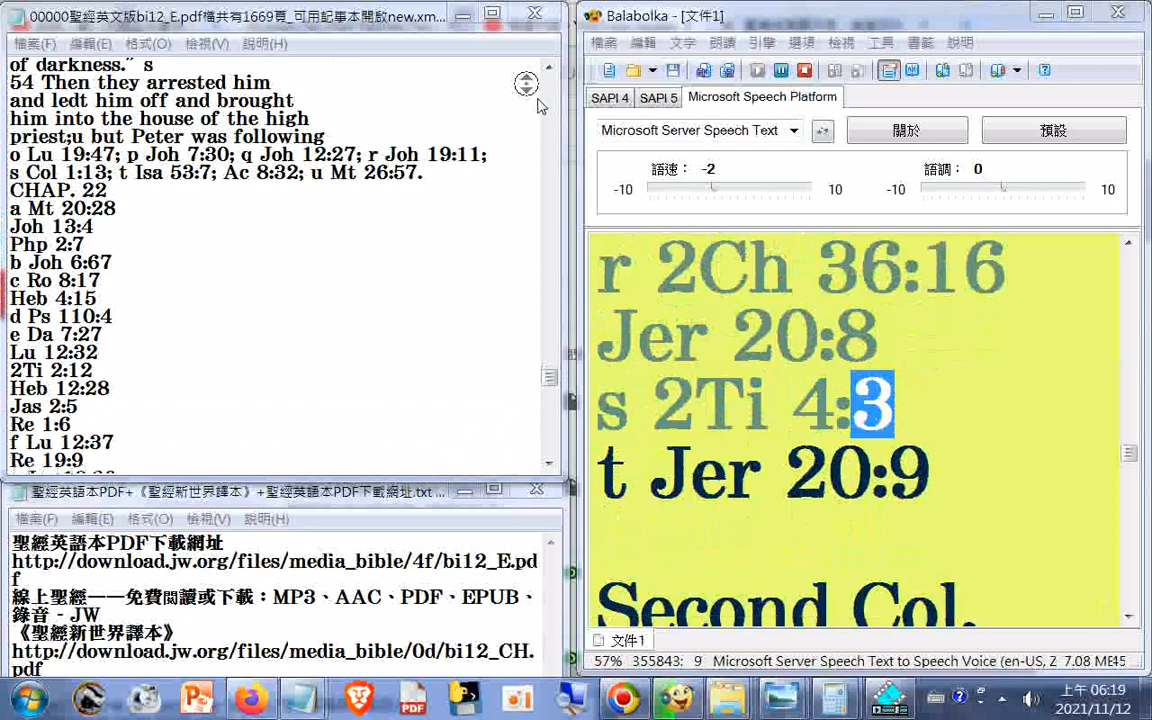 00000聖經英文版bi12_E.pdf檔共有1669頁_可用記事本開啟new.xm...
檔案(F) 編輯(E) 格式(O) 檢視(V) 說明(H)
of darkness.” s
54 Then they arrested him
and ledt him off and brought
him into the house of the high
priest;u but Peter was following
o Lu 19:47; p Joh 7:30; q Joh 12:27; r Joh 19:11;
s Col 1:13; t Isa 53:7; Ac 8:32; u Mt 26:57.
CHAP. 22
a Mt 20:28
Joh 13:4
Php 2:7
b Joh 6:67
c Ro 8:17
Heb 4:15
d Ps 110:4
e Da 7:27
Lu 12:32
2Ti 2:12
Heb 12:28
Jas 2:5
Re 1:6
f Lu 12:37
Re 19:9
聖經英語本PDF+《聖經新世界譯本》+聖經英語本PDF下載網址.txt ...
檔案(F) 編輯(E) 格式(O) 檢視(V) 說明(H)
聖經英語本PDF下載網址
http://download.jw.org/files/media_bible/4f/bi12_E.pd
f
線上聖經——免費閱讀或下載：MP3、AAC、PDF、EPUB、
錄音 - JW
《聖經新世界譯本》
http://download.jw.org/files/media_bible/0d/bi12_CH.
pdf
Balabolka - [文件1]
檔案 編輯 文字 朗讀 引擎 選項 檢視 工具 書籤 說明
SAPI 4 SAPI 5 Microsoft Speech Platform
Microsoft Server Speech Text 關於 預設
語速： -2 語調： 0
-10 10 -10 10
r 2Ch 36:16
Jer 20:8
s 2Ti 4:3
t Jer 20:9
Second Col.
文件1
57% 355843: 9 Microsoft Server Speech Text to Speech Voice (en-US, Z 7.08 MB
上午 06:19
2021/11/12